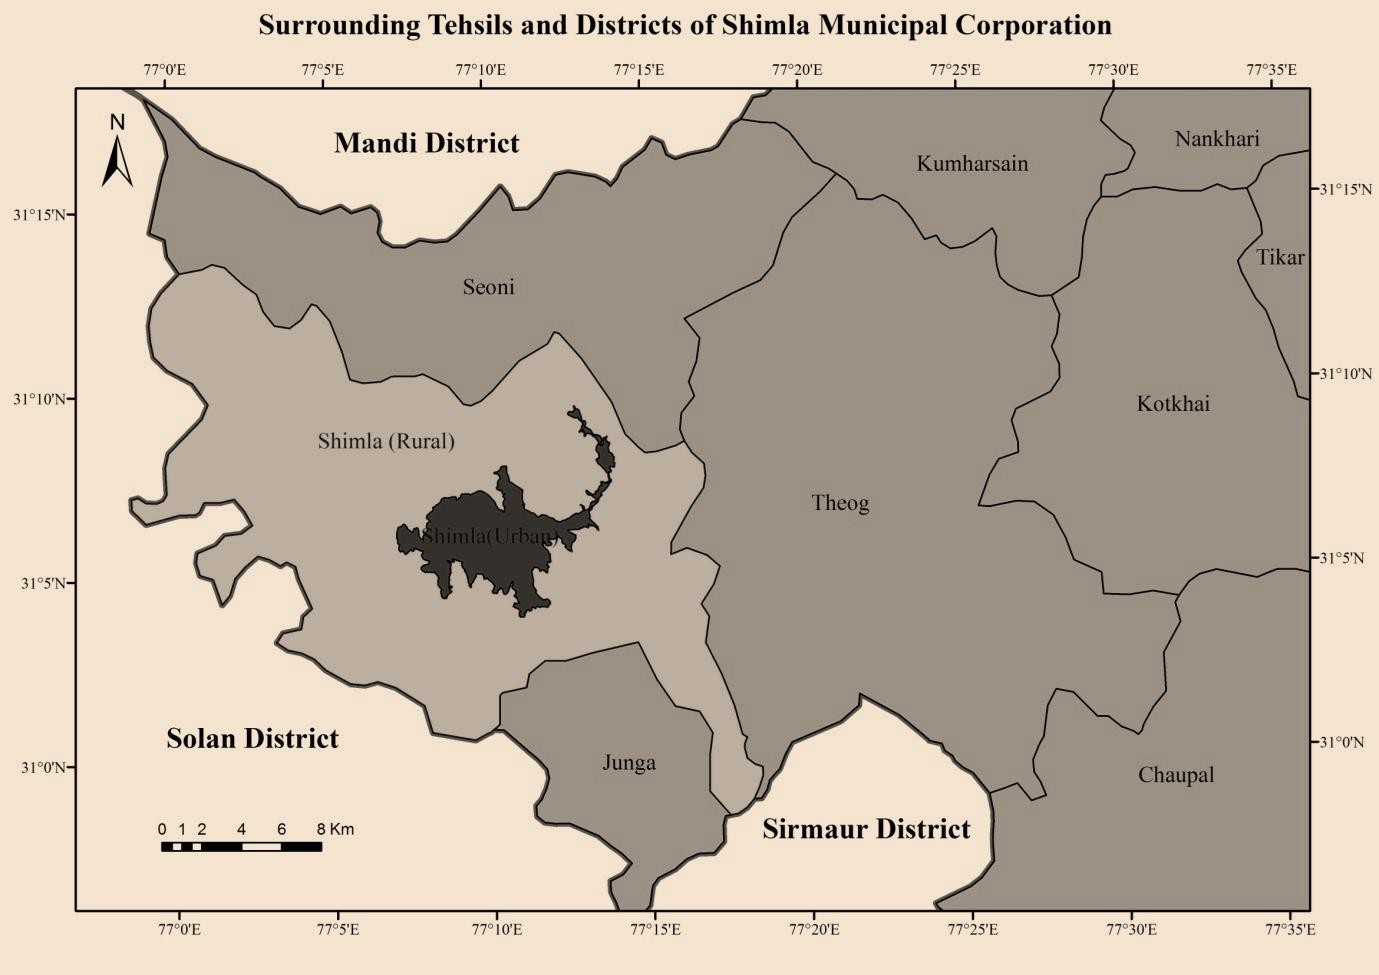 Surrounding Tehsils and Districts of Shimla Municipal Corporation
77°0'E 77°5'E 77°10'E 77°15'E 77°20'E 77°25'E 77°30'E 77°35'E
N
Mandi District
Nankhari
Kumharsain
31°15'N
31°15'N
Tikar
Seoni
31°10'N
31°10'N
Kotkhai
Shimla (Rural)
Theog
Shimla(Urban)
31°5'N
31°5'N
Solan District
31°0'N
Junga
31°0'N
Chaupal
Sirmaur District
0 1 2 4 6 8 Km
77°0'E 77°5'E 77°10'E 77°15'E 77°20'E 77°25'E 77°30'E 77°35'E